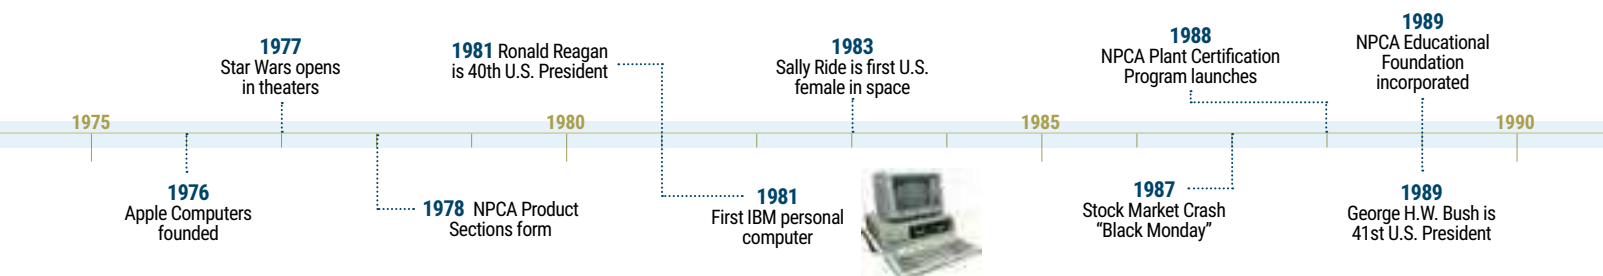 1977
Star Wars opens
in theaters
1981 Ronald Reagan
is 40th U.S. President
1983
Sally Ride is first U.S.
female in space
1988
NPCA Plant Certification
Program launches
1989
NPCA Educational
Foundation
incorporated
1975
1980
1985
1990
1976
Apple Computers
founded
1978 NPCA Product
Sections form
1981
First IBM personal
computer
1987
Stock Market Crash
“Black Monday”
1989
George H.W. Bush is
41st U.S. President